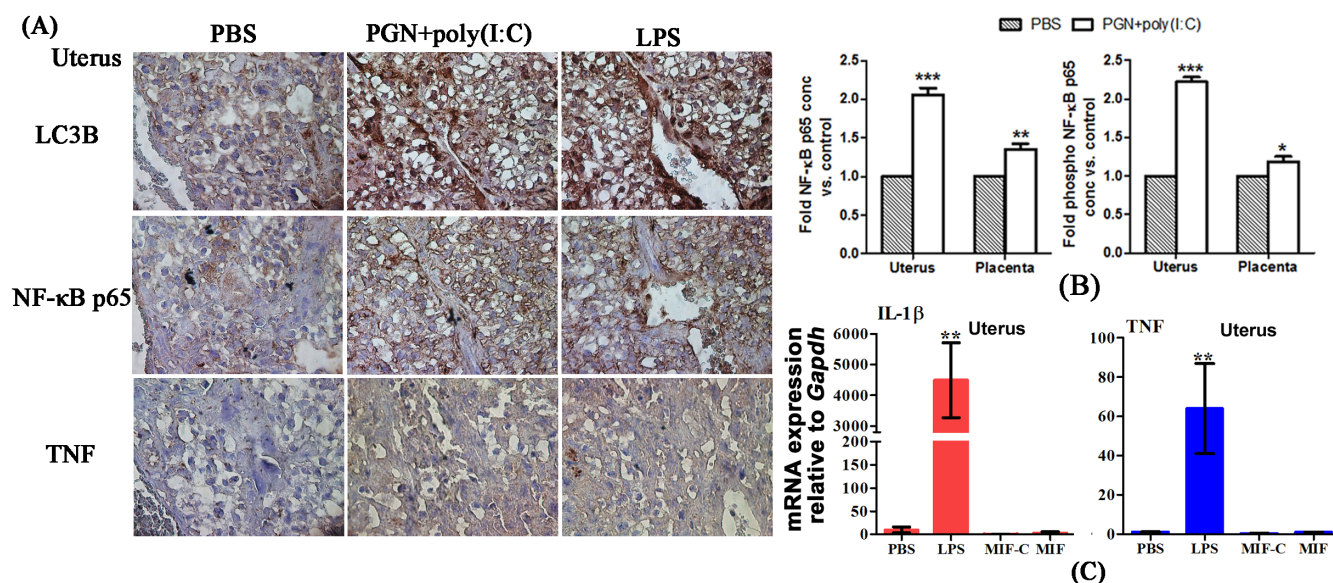 (A)
PBS PGN+poly(I:C) LPS
Uterus
LC3B
NF-κB p65
TNF
PBS PGN+poly(I:C)
Fold NF-κB p65 conc
vs. control
2.5
2.0
1.5
1.0
0.5
0.0
***
**
Uterus Placenta
Fold phospho NF-κB p65
conc vs. control
2.5
2.0
1.5
1.0
0.5
0.0
***
*
Uterus Placenta
(B)
mRNA expression
relative to Gapdh
IL-1β
Uterus
6000
5000
4000
3000
200
150
100
50
0
**
PBS LPS MIF-C MIF
TNF
Uterus
100
80
60
40
20
0
**
PBS LPS MIF-C MIF
(C)